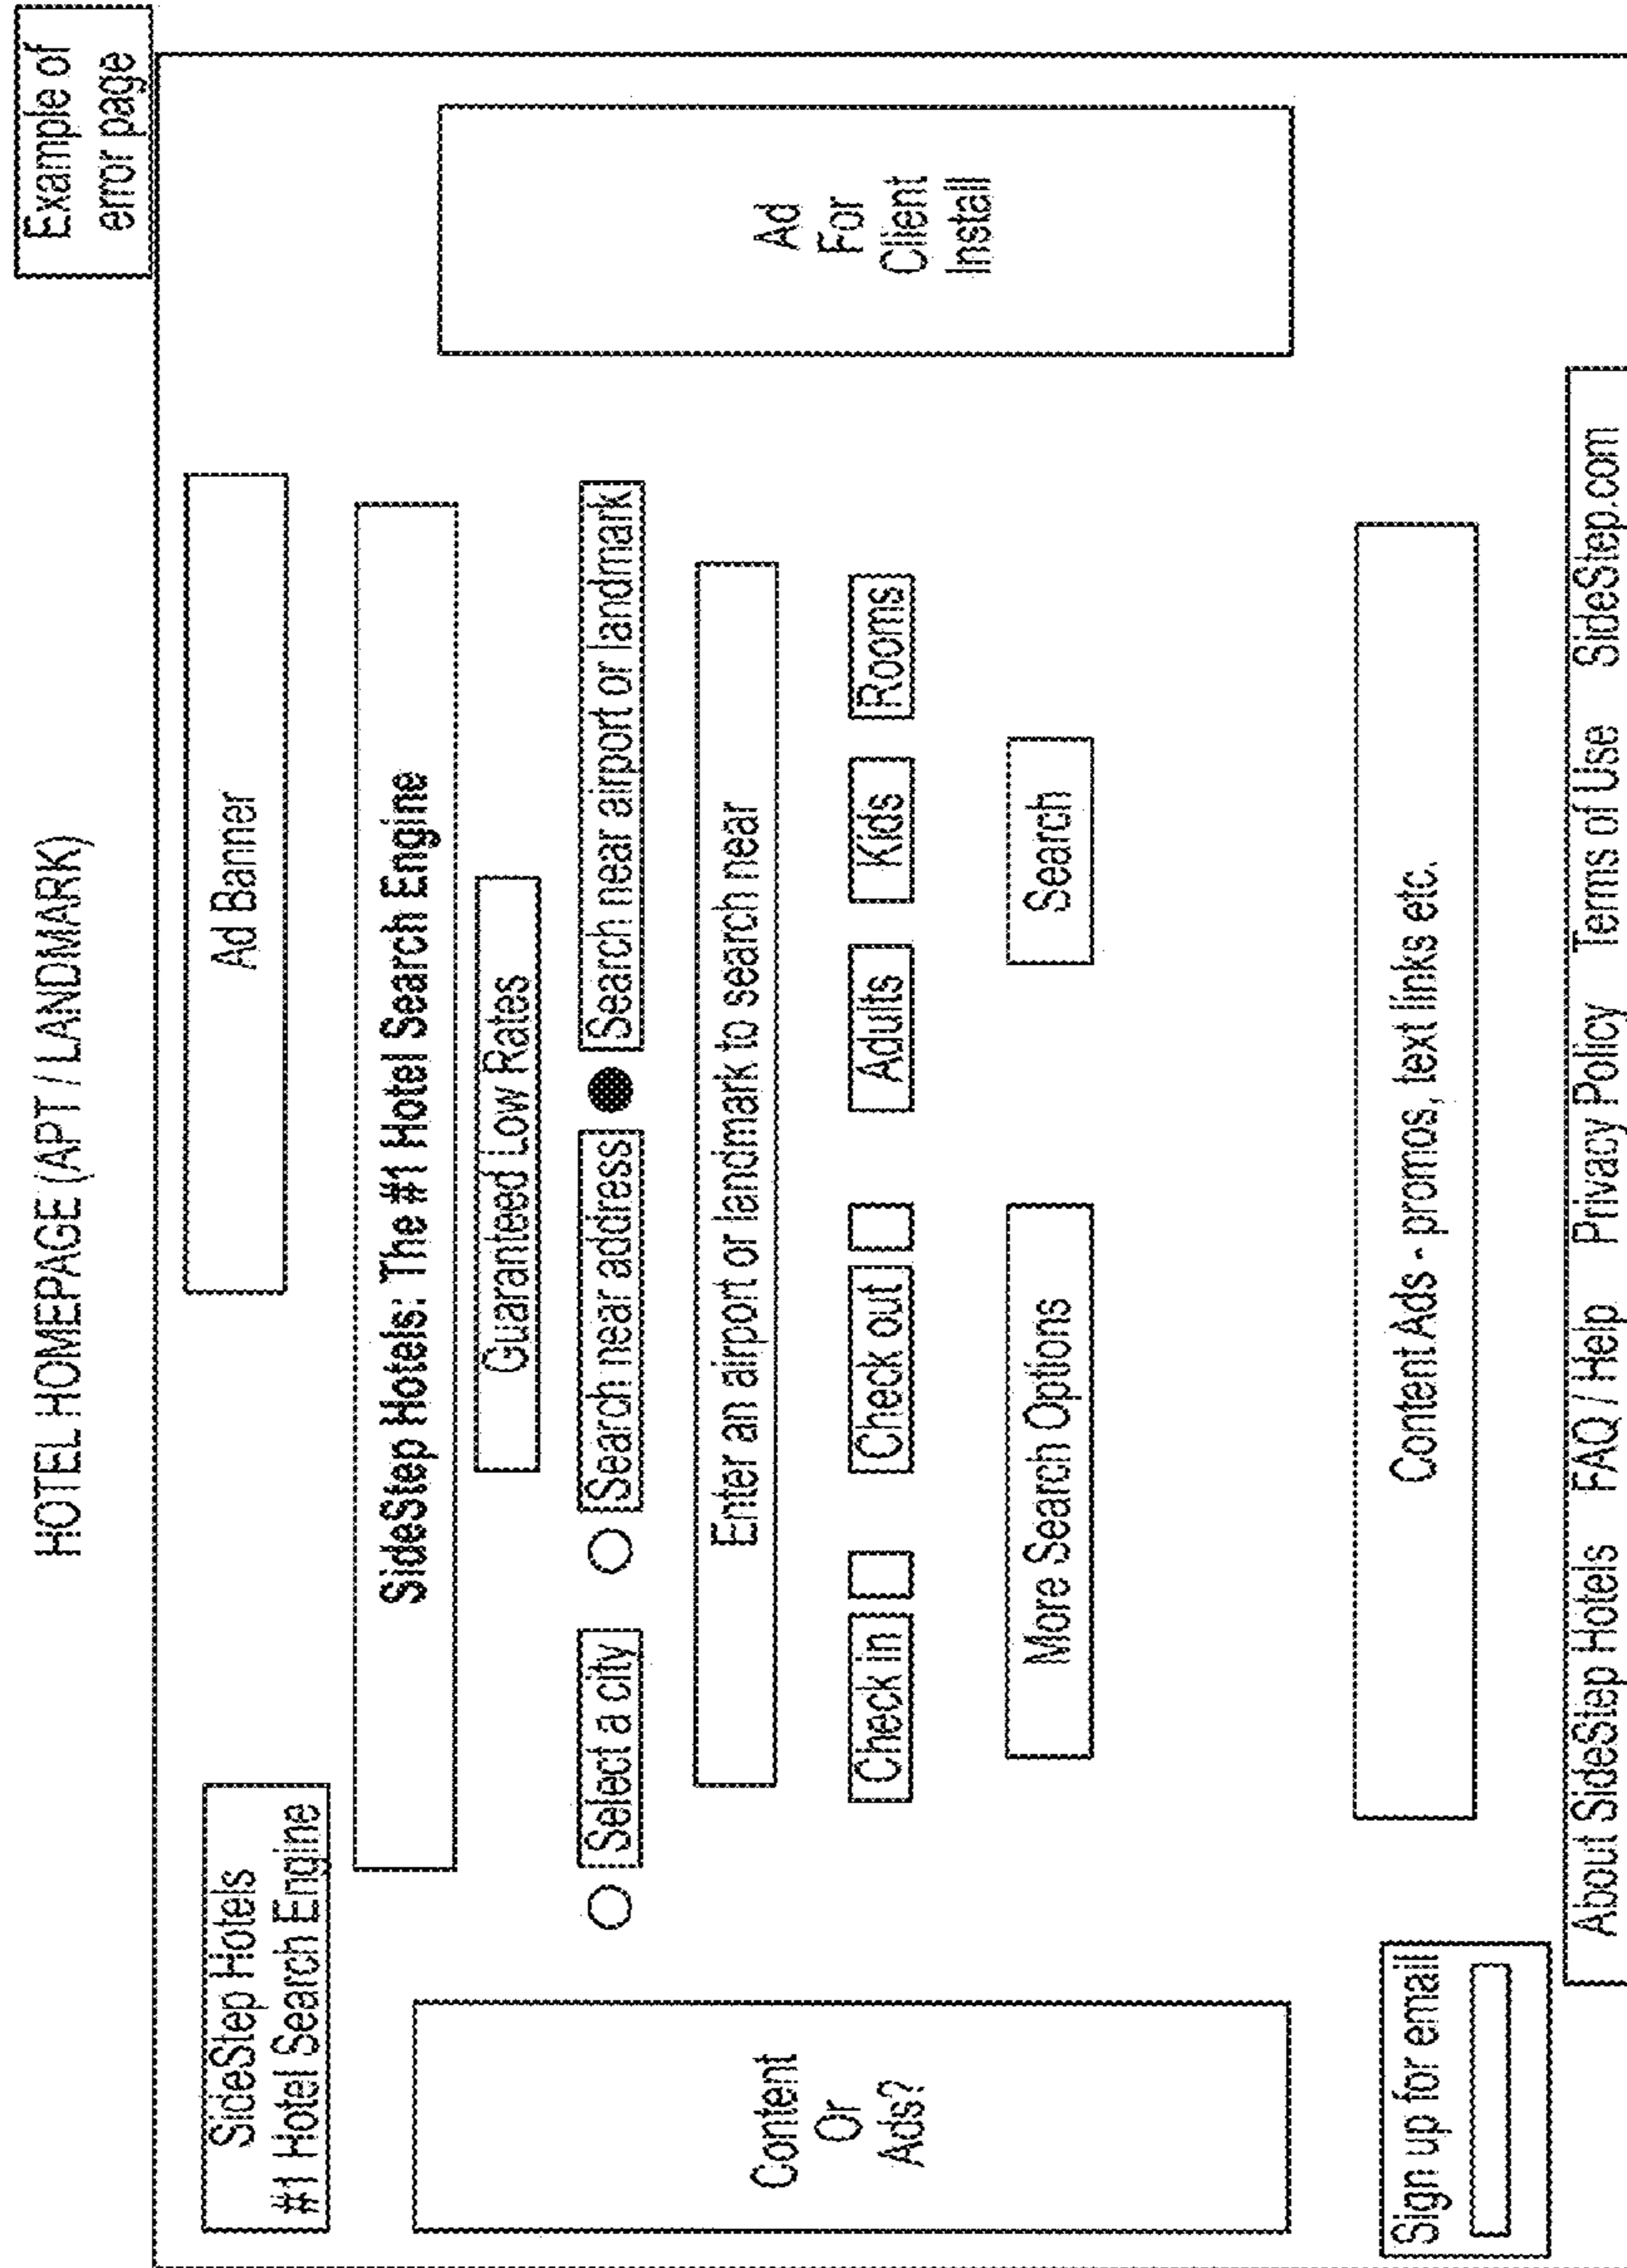 HOTEL HOMEPAGE (APT / LANDMARK)
Example of
error page
SideStep Hotels
#1 Hotel Search Engine
Ad Banner
SideStep Hotels: The #1 Hotel Search Engine
Guaranteed Low Rates
Select a city
Search near address
Search near airport or landmark
Enter an airport or landmark to search near
Check in
Check out
Adults
Kids
Rooms
More Search Options
Search
Content
Or
Ads?
Ad
For
Client
Install
Sign up for email
Content Ads - promos, text links etc.
About SideStep Hotels FAQ / Help Privacy Policy Terms of Use SideStep.com